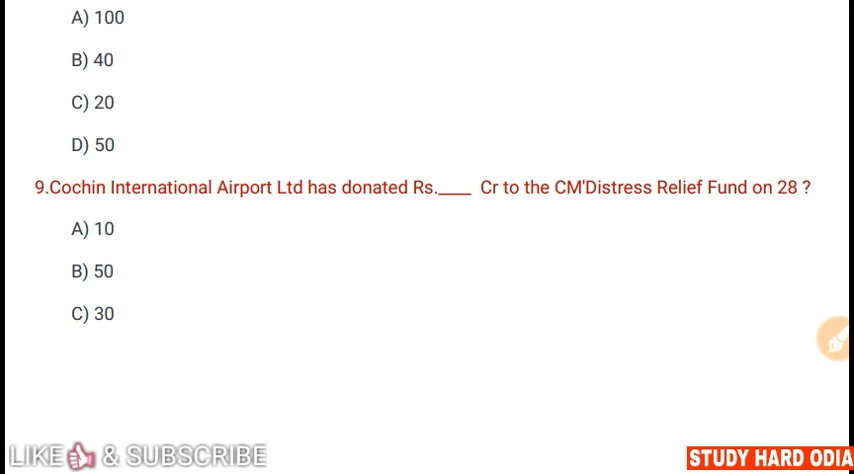 A) 100
B) 40
C) 20
D) 50
9.Cochin International Airport Ltd has donated Rs.____ Cr to the CM'Distress Relief Fund on 28 ?
A) 10
B) 50
C) 30
LIKE & SUBSCRIBE
STUDY HARD ODIA